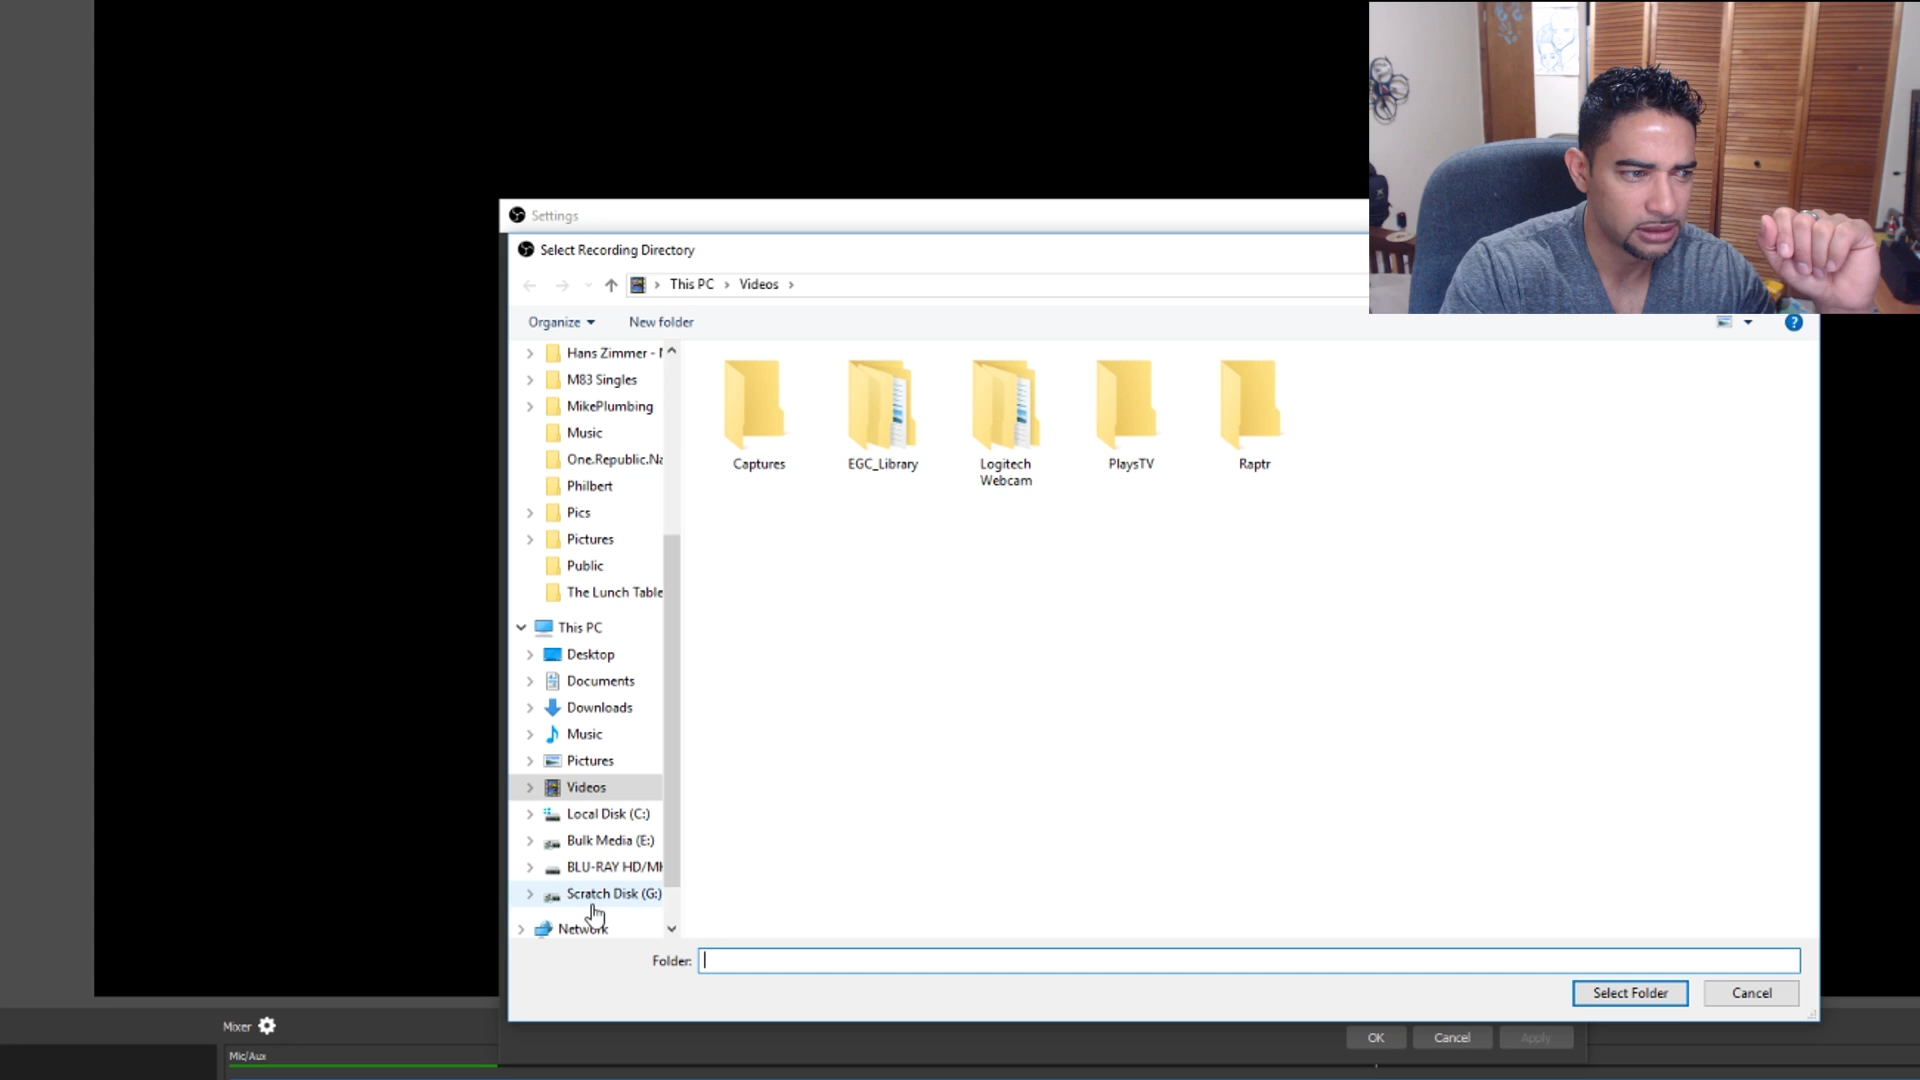 Settings
Select Recording Directory
This PC > Videos >
Organize
New folder
Hans Zimmer -
M83 Singles
MikePlumbing
Music
One.Republic.Na
Philbert
Pics
Pictures
Public
The Lunch Table
This PC
Desktop
Documents
Downloads
Music
Pictures
Videos
Local Disk (C:)
Bulk Media (E:)
BLU-RAY HD/
Scratch Disk (G:)
Network
Captures
EGC_Library
Logitech
Webcam
PlaysTV
Raptr
Folder:
Select Folder
Cancel
OK
Cancel
Apply
Mixer
Mic/Aux